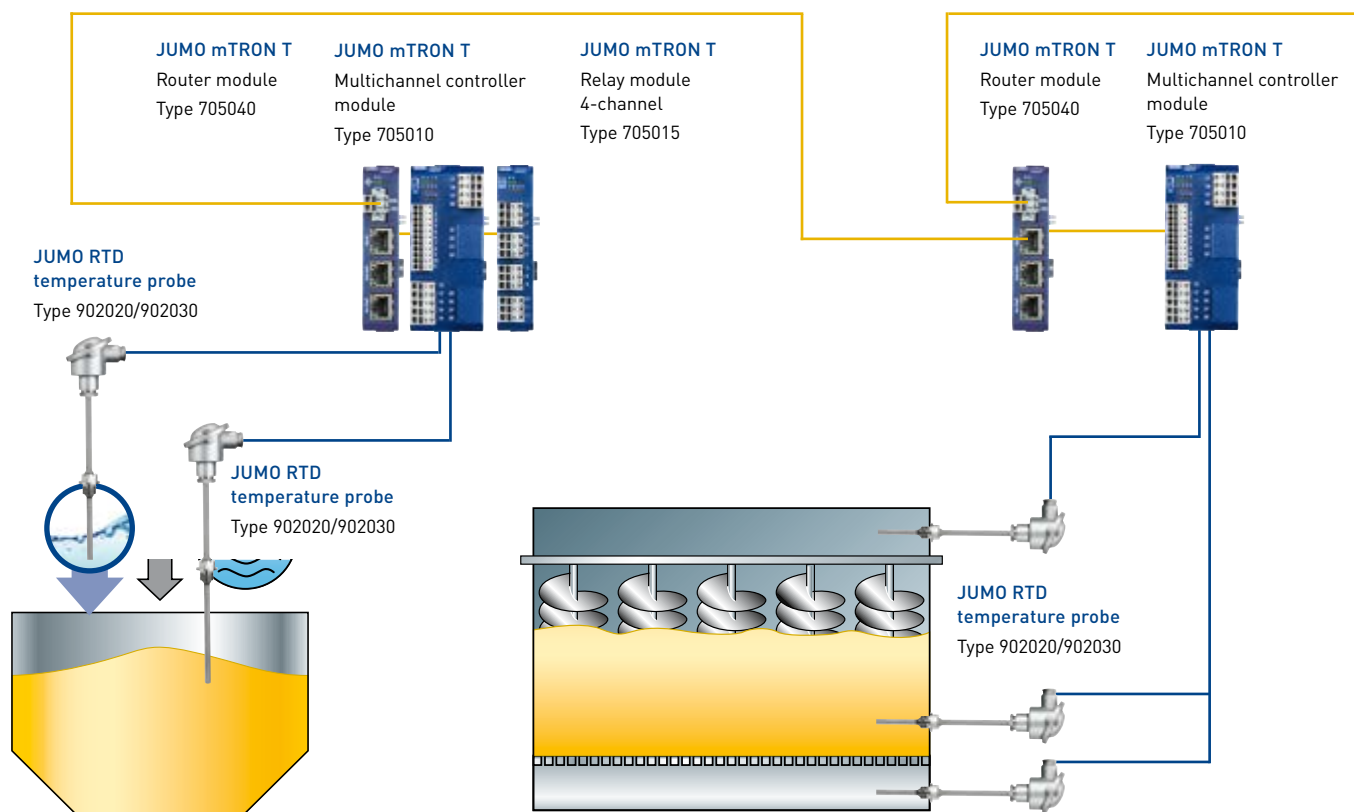 JUMO mTRON T
Router module
Type 705040
JUMO mTRON T
Multichannel controller
module
Type 705010
JUMO mTRON T
Relay module
4-channel
Type 705015
JUMO mTRON T
Router module
Type 705040
JUMO mTRON T
Multichannel controller
module
Type 705010
JUMO RTD
temperature probe
Type 902020/902030
JUMO RTD
temperature probe
Type 902020/902030
JUMO RTD
temperature probe
Type 902020/902030